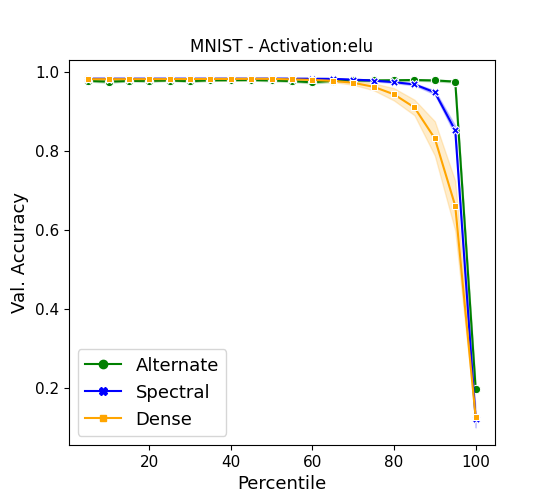 MNIST - Activation:elu
1.0
0.8
0.6
0.4
0.2
Val. Accuracy
Alternate
Spectral
Dense
20 40 60 80 100
Percentile